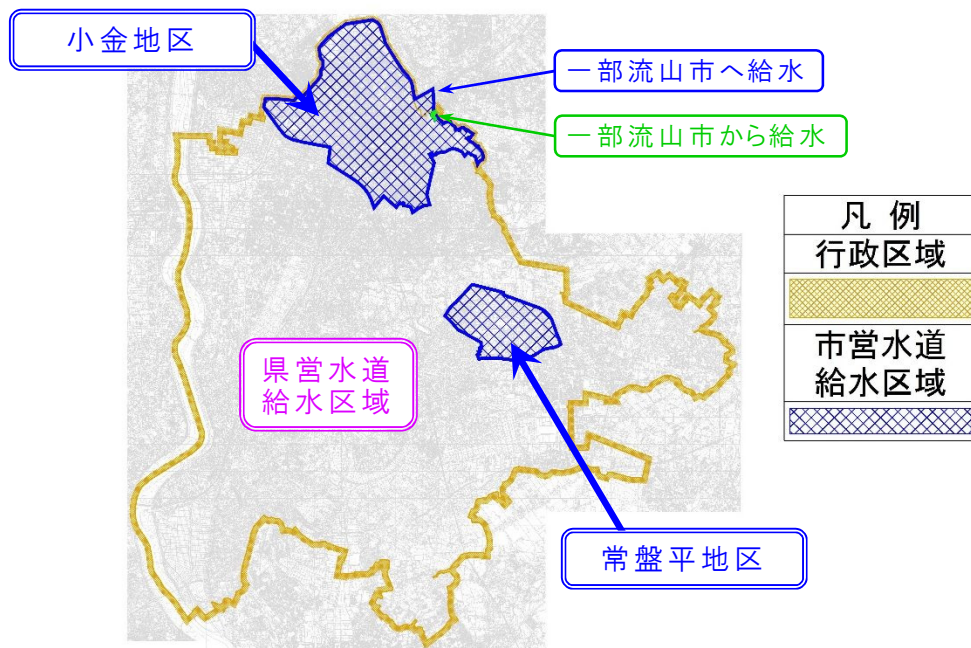 小金地区
一部流山市へ給水
一部流山市から給水
凡例
行政区域
市営水道
給水区域
県営水道
給水区域
常盤平地区